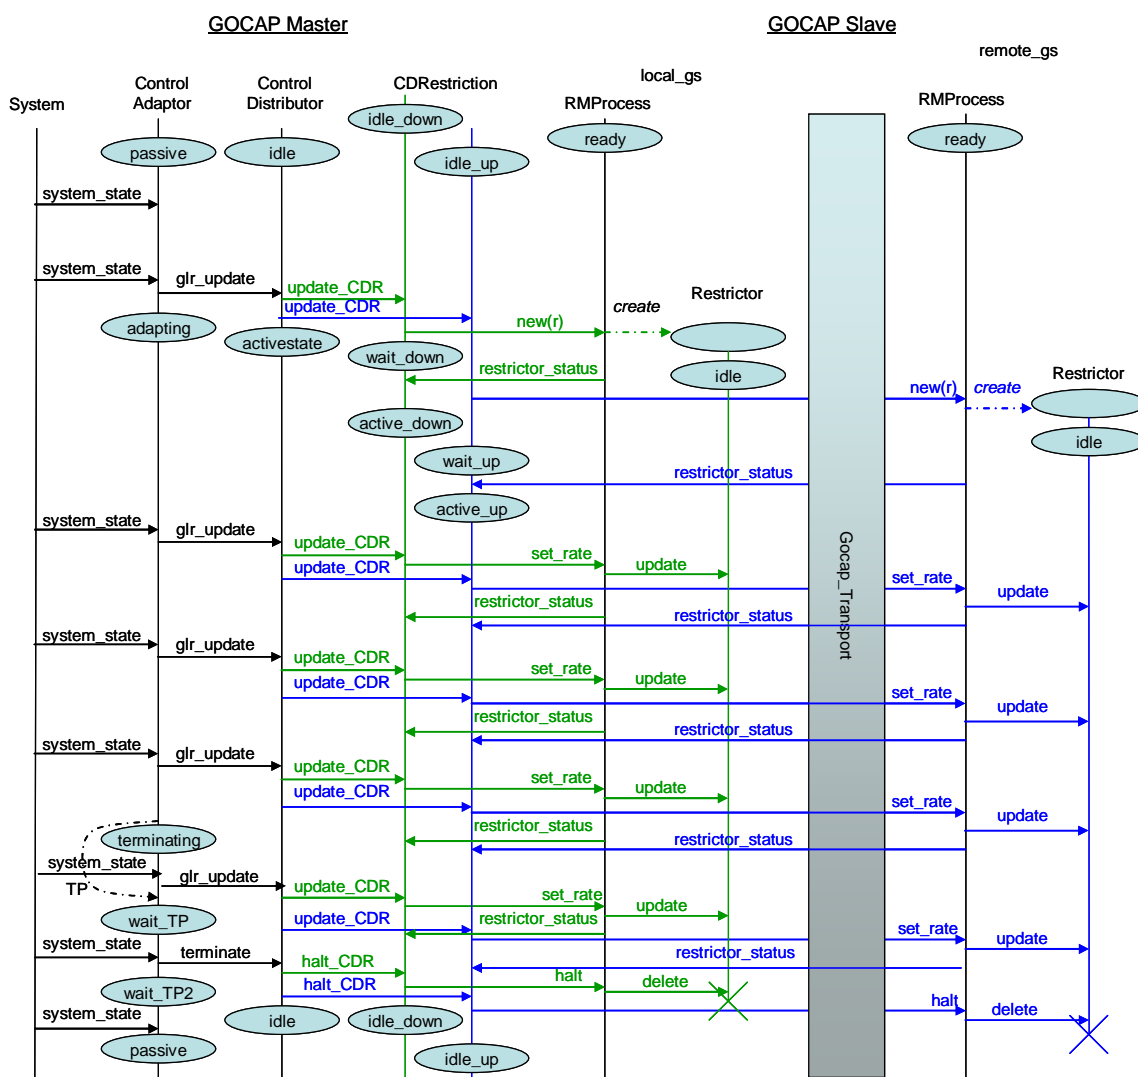 GOCAP Master
GOCAP Slave
remote_gs
local_gs
Control
Adaptor
Control
Distributor
CDRestriction
RMProcess
RMProcess
System
idle_down
passive
idle
ready
ready
idle_up
system_state
system_state
glr_update
update_CDR
update_CDR
Restrictor
create
new(r)
adapting
activestate
wait_down
restrictor_status
idle
Restrictor
new(r)
create
active_down
idle
wait_up
restrictor_status
active_up
system_state
glr_update
update_CDR
set_rate
update
update_CDR
set_rate
update
restrictor_status
restrictor_status
Gocap_Transport
system_state
glr_update
update_CDR
set_rate
update
update_CDR
set_rate
update
restrictor_status
restrictor_status
system_state
glr_update
update_CDR
set_rate
update
update_CDR
set_rate
update
restrictor_status
restrictor_status
terminating
system_state
TP
glr_update
update_CDR
set_rate
update
wait_TP
update_CDR
restrictor_status
set_rate
update
system_state
terminate
restrictor_status
halt_CDR
halt
delete
wait_TP2
halt_CDR
halt
delete
system_state
idle
idle_down
passive
idle_up